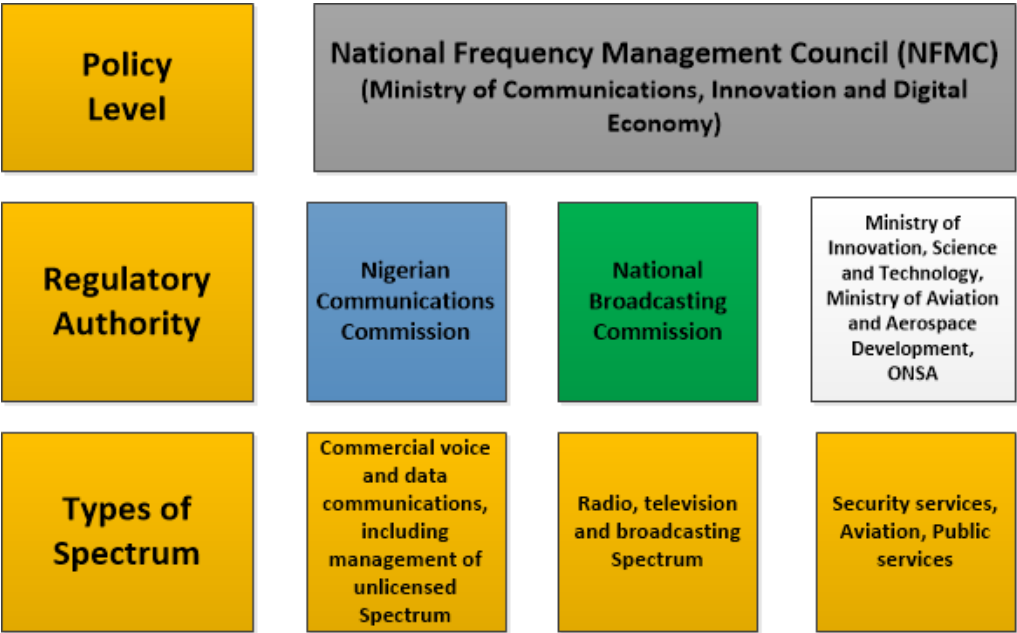 Policy
Level
National Frequency Management Council (NFMC)
(Ministry of Communications, Innovation and Digital
Economy)
Regulatory
Authority
Nigerian
Communications
Commission
National
Broadcasting
Commission
Ministry of
Innovation, Science
and Technology,
Ministry of Aviation
and Aerospace
Development,
ONSA
Types of
Spectrum
Commercial voice
and data
communications,
including
management of
unlicensed
Spectrum
Radio, television
and broadcasting
Spectrum
Security services,
Aviation, Public
services